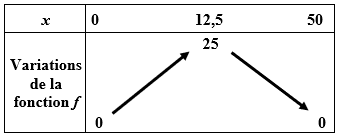 x 0 12,5 50
25
Variations
de la
fonction f
0 0